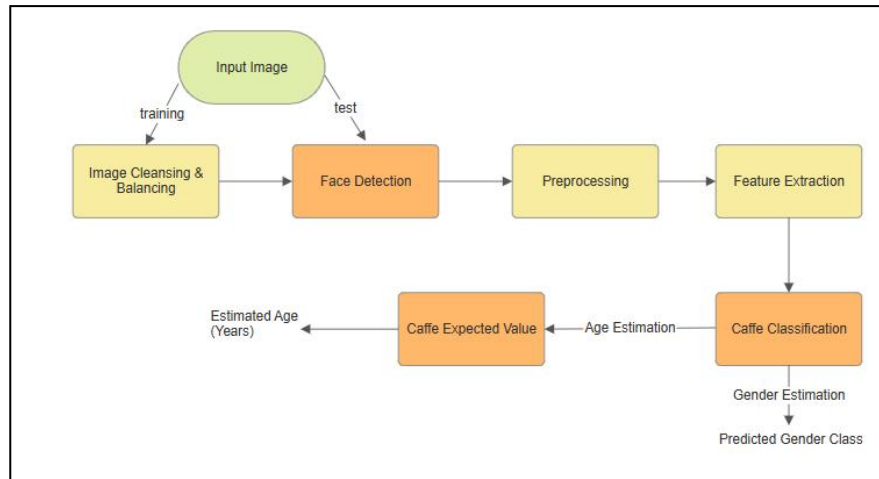 Input Image
training
test
Image Cleansing &
Balancing
Face Detection
Preprocessing
Feature Extraction
Estimated Age
(Years)
Caffe Expected Value
Age Estimation
Caffe Classification
Gender Estimation
Predicted Gender Class